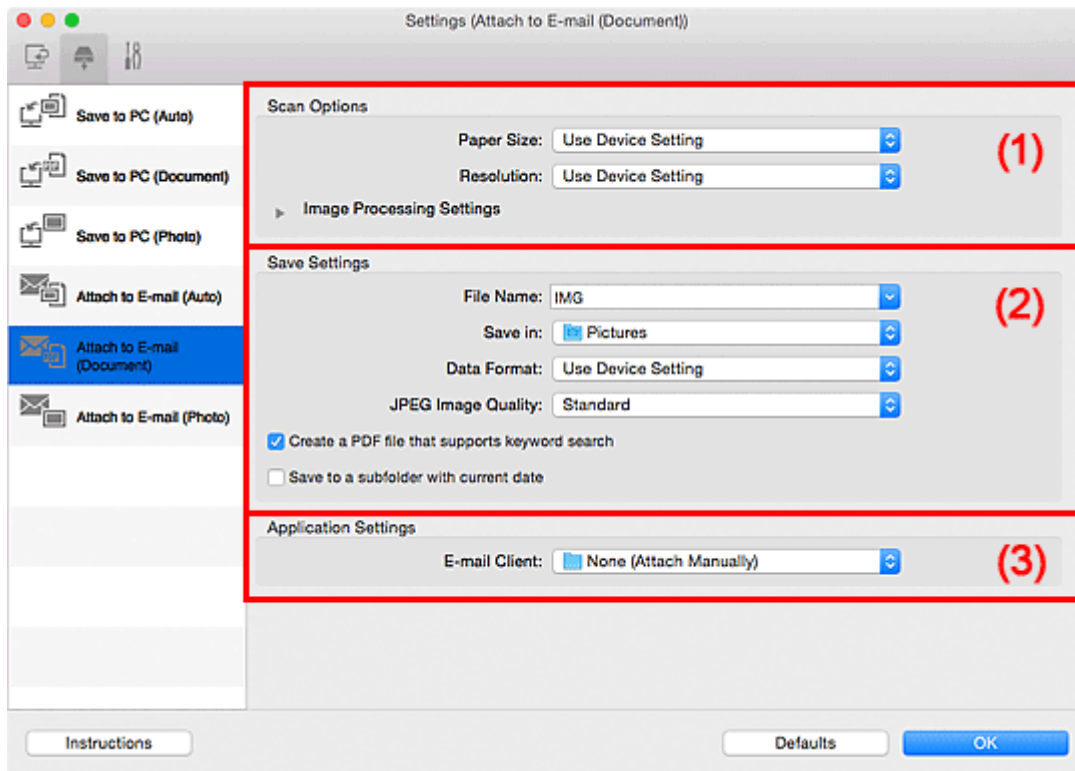 Settings (Attach to E-mail (Document))
Save to PC (Auto)
Save to PC (Document)
Save to PC (Photo)
Attach to E-mail (Auto)
Attach to E-mail
(Document)
Attach to E-mail (Photo)
Scan Options
Paper Size: Use Device Setting
Resolution: Use Device Setting
Image Processing Settings
(1)
Save Settings
File Name: IMG
Save in: Pictures
Data Format: Use Device Setting
JPEG Image Quality: Standard
Create a PDF file that supports keyword search
Save to a subfolder with current date
(2)
Application Settings
E-mail Client: None (Attach Manually)
(3)
Instructions
Defaults
OK